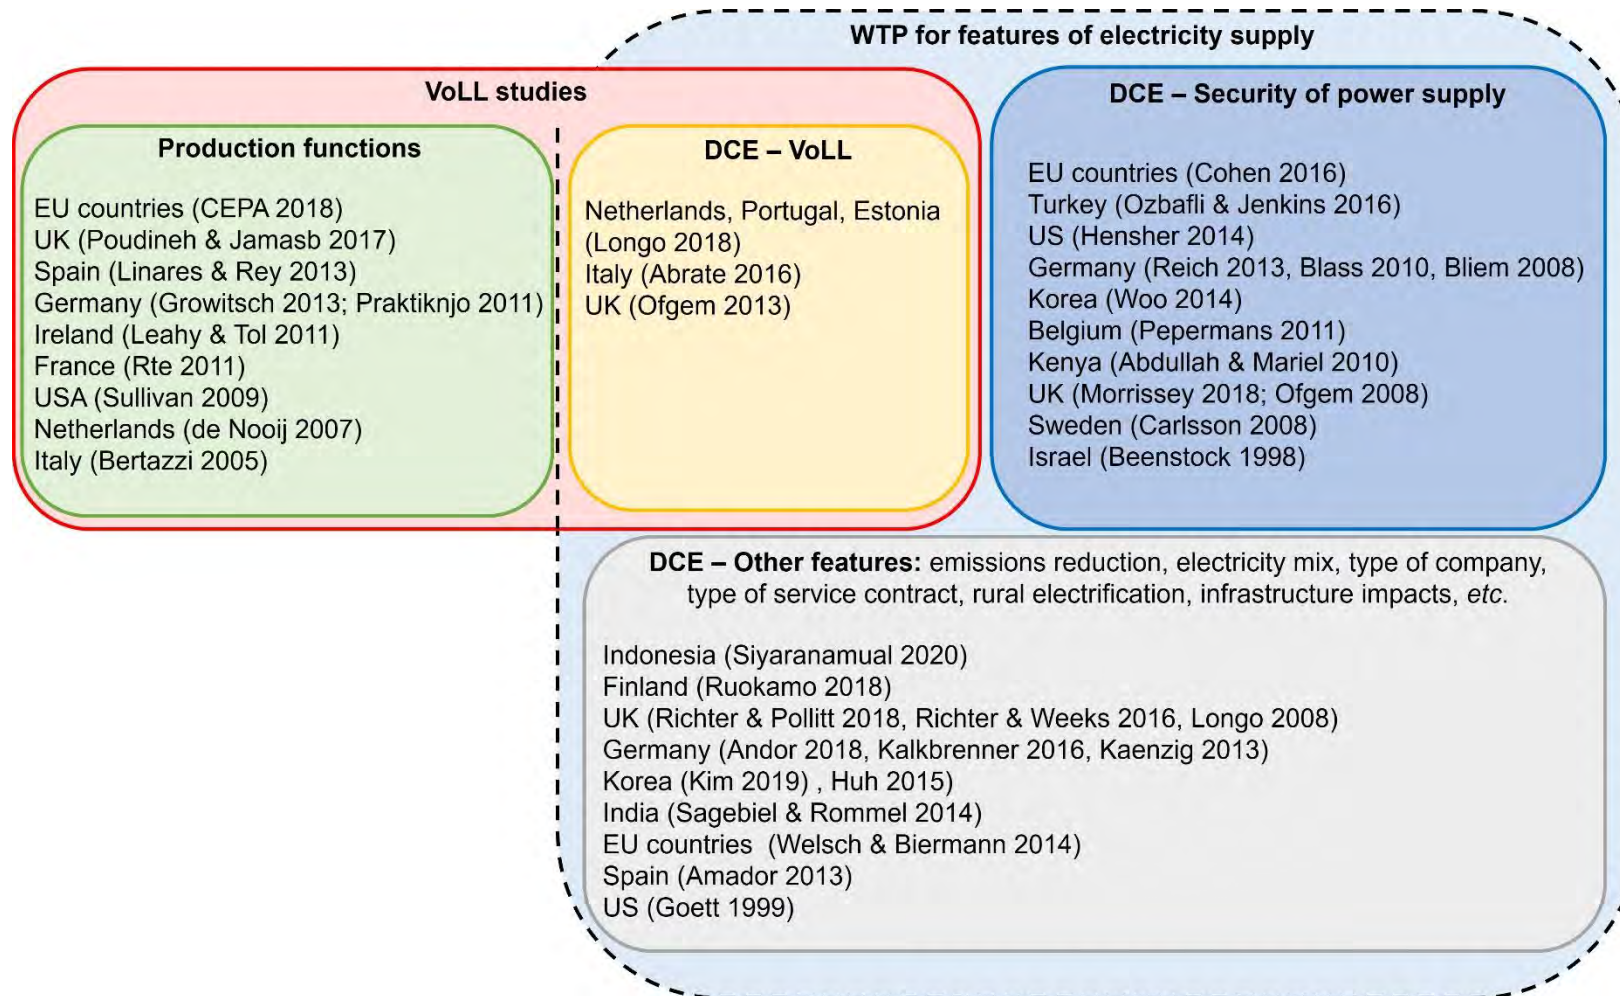 WTP for features of electricity supply
VoLL studies
Production functions
EU countries (CEPA 2018)
UK (Poudineh & Jamasb 2017)
Spain (Linares & Rey 2013)
Germany (Growitsch 2013; Praktiknjo 2011)
Ireland (Leahy & Tol 2011)
France (Rte 2011)
USA (Sullivan 2009)
Netherlands (de Nooij 2007)
Italy (Bertazzi 2005)
DCE – VoLL
Netherlands, Portugal, Estonia
(Longo 2018)
Italy (Abrate 2016)
UK (Ofgem 2013)
DCE – Security of power supply
EU countries (Cohen 2016)
Turkey (Ozbafli & Jenkins 2016)
US (Hensher 2014)
Germany (Reich 2013, Blass 2010, Bliem 2008)
Korea (Woo 2014)
Belgium (Pepermans 2011)
Kenya (Abdullah & Mariel 2010)
UK (Morrissey 2018; Ofgem 2008)
Sweden (Carlsson 2008)
Israel (Beenstock 1998)
DCE – Other features: emissions reduction, electricity mix, type of company,
type of service contract, rural electrification, infrastructure impacts, etc.
Indonesia (Siyaranamual 2020)
Finland (Ruokamo 2018)
UK (Richter & Pollitt 2018, Richter & Weeks 2016, Longo 2008)
Germany (Andor 2018, Kalkbrenner 2016, Kaenzig 2013)
Korea (Kim 2019) , Huh 2015)
India (Sagebiel & Rommel 2014)
EU countries  (Welsch & Biermann 2014)
Spain (Amador 2013)
US (Goett 1999)